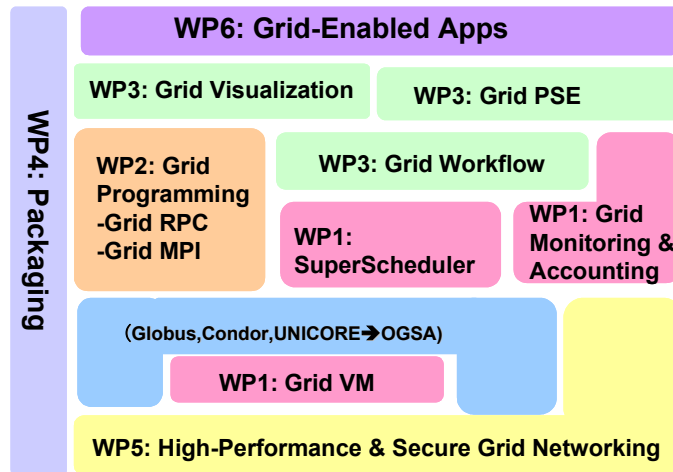 WP6: Grid-Enabled Apps
WP4: Packaging
WP3: Grid Visualization
WP3: Grid PSE
WP2: Grid
Programming
-Grid RPC
-Grid MPI
WP3: Grid Workflow
WP1:
SuperScheduler
WP1: Grid
Monitoring &
Accounting
(Globus,Condor,UNICORE➔OGSA)
WP1: Grid VM
WP5: High-Performance & Secure Grid Networking